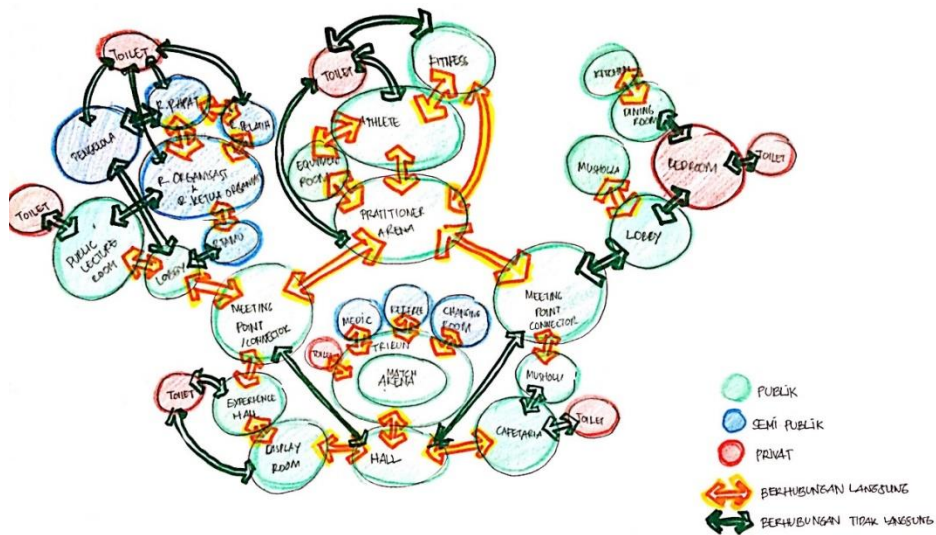 TOILET
R. RAPAT
R. PELATIH
PENGELOLA
R. ORGANISASI
&
R. KETUA ORGANISASI
R. TAMU
TOILET
PUBLIC
LECTURE
ROOM
LOBBY
TOILET
FITNESS
ATHLETE
EQUIPMENT
ROOM
PRATITIONER
ARENA
KITCHEN
DINING
ROOM
MUSHOLLA
BEDROOM
TOILET
LOBBY
MEETING
POINT
/CONNECTOR
MEETING
POINT
CONNECTOR
MEDIC
CHANGING
ROOM
TOILET
TRIBUN
MATCH
ARENA
TOILET
EXPERIENCE
HALL
DISPLAY
ROOM
HALL
MUSHOLLA
CAFETARIA
TOILET
PUBLIK
SEMI PUBLIK
PRIVAT
BERHUBUNGAN LANGSUNG
BERHUBUNGAN TIDAK LANGSUNG